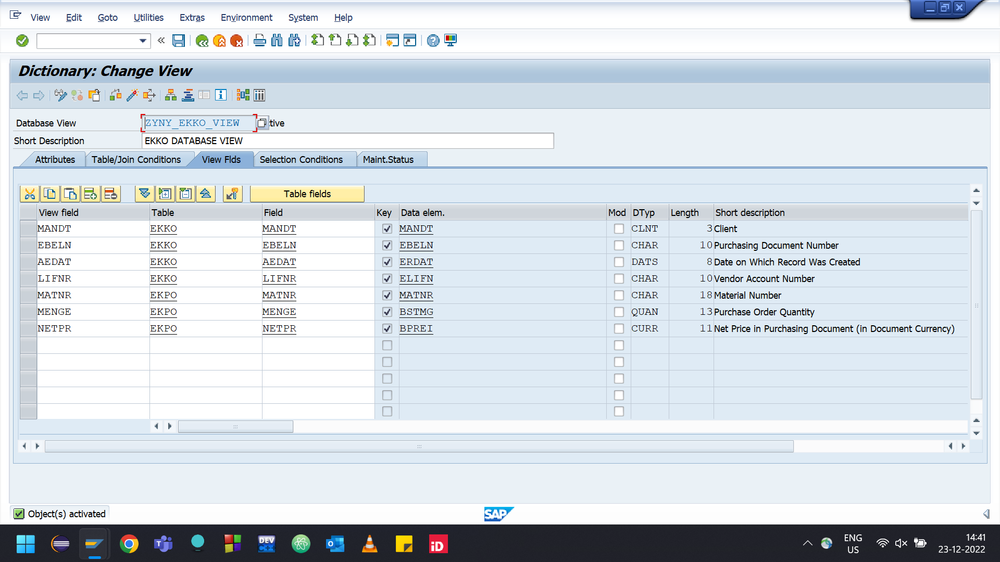 View Edit Goto Utilities Extras Environment System Help
Dictionary: Change View
Database View ZYNY_EKKO_VIEW tive
Short Description EKKO DATABASE VIEW
Attributes Table/Join Conditions View Flds Selection Conditions Maint.Status
Table fields
View field Table Field Key Data elem. Mod DTyp Length Short description
MANDT EKKO MANDT MANDT CLNT 3 Client
EBELN EKKO EBELN EBELN CHAR 10 Purchasing Document Number
AEDAT EKKO AEDAT ERDAT DATS 8 Date on Which Record Was Created
LIFNR EKKO LIFNR ELIFN CHAR 10 Vendor Account Number
MATNR EKPO MATNR MATNR CHAR 18 Material Number
MENGE EKPO MENGE BSTMG QUAN 13 Purchase Order Quantity
NETPR EKPO NETPR BPREI CURR 11 Net Price in Purchasing Document (in Document Currency)
Object(s) activated
SAP
DEV
C++
iD
ENG
US
14:41
23-12-2022